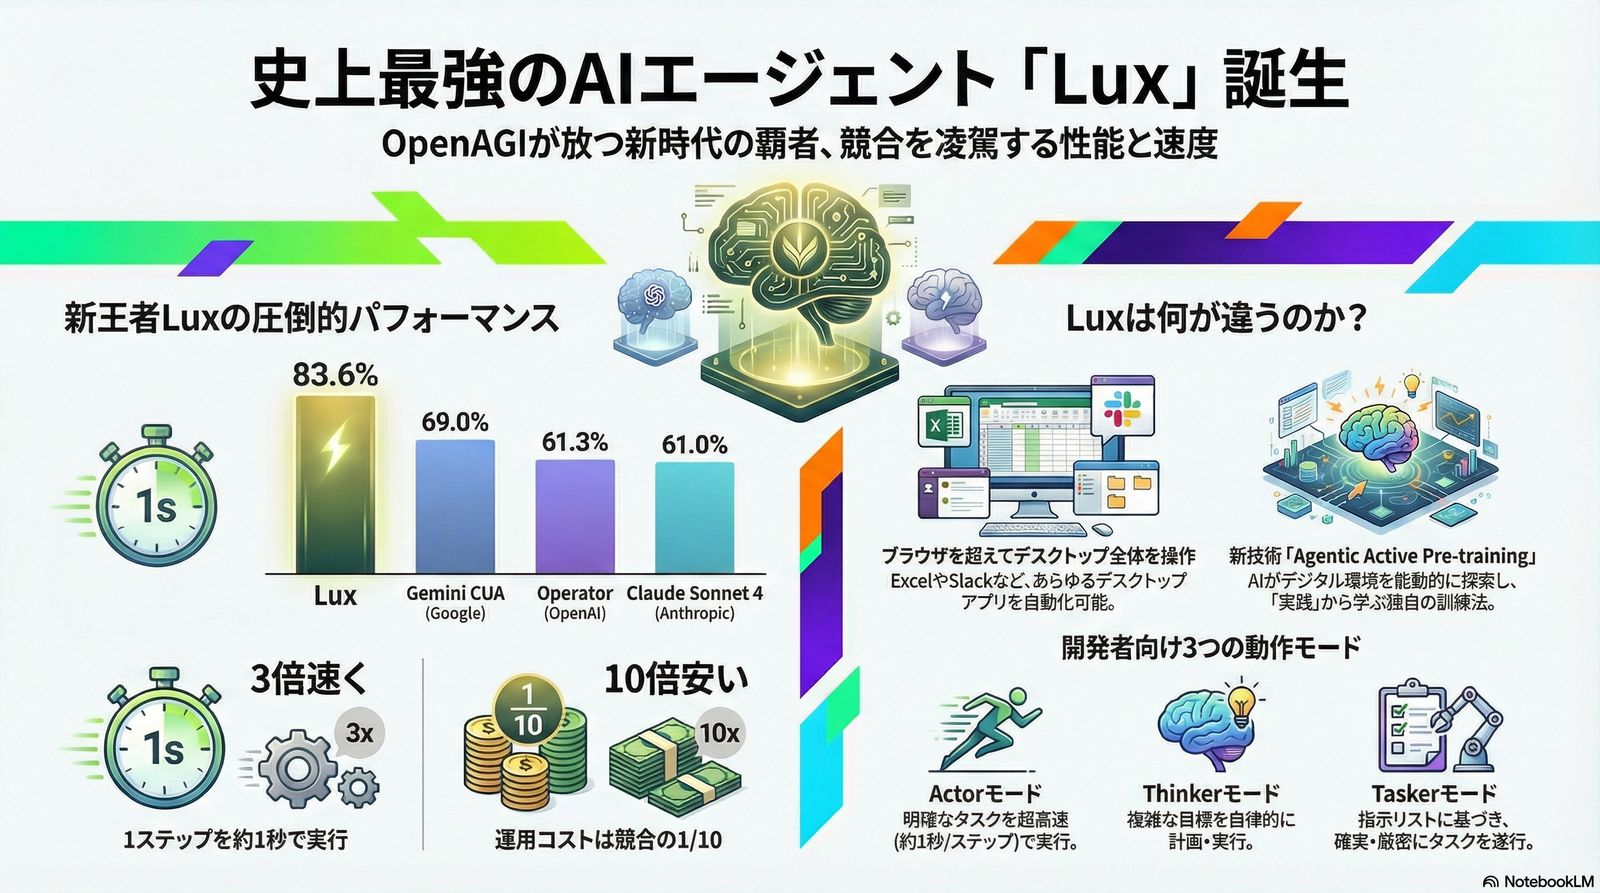 史上最強のAIエージェント「Lux」誕生
OpenAGIが放つ新時代の覇者、競合を凌駕する性能と速度
新王者Luxの圧倒的パフォーマンス
1s
83.6%
69.0%
61.3%
61.0%
Lux
Gemini CUA
(Google)
Operator
(OpenAI)
Claude Sonnet 4
(Anthropic)
1s
3倍速く
3x
1ステップを約1秒で実行
1
10
$
$
$
10倍安い
10x
運用コストは競合の1/10
Luxは何が違うのか？
X
ブラウザを超えてデスクトップ全体を操作
ExcelやSlackなど、あらゆるデスクトップ
アプリを自動化可能。
新技術「Agentic Active Pre-training」
AIがデジタル環境を能動的に探索し、
「実践」から学ぶ独自の訓練法。
開発者向け3つの動作モード
Actorモード
明確なタスクを超高速
(約1秒/ステップ)で実行。
Thinkerモード
複雑な目標を自律的に
計画・実行。
Taskerモード
指示リストに基づき、
確実・厳密にタスクを遂行。
NotebookLM